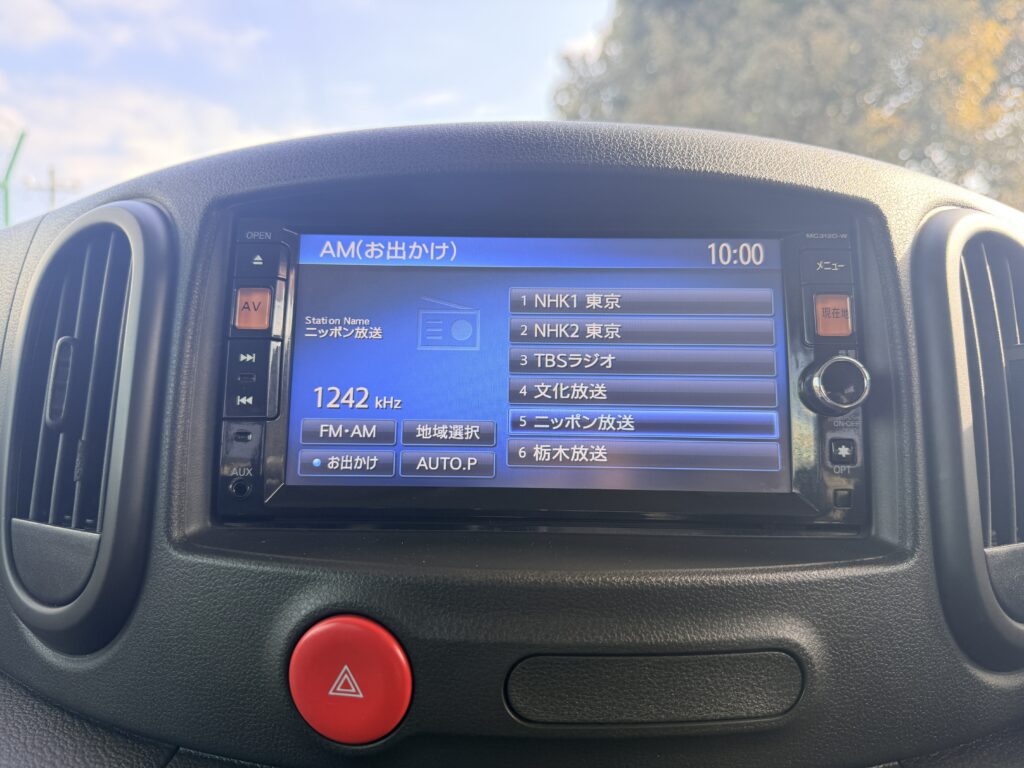 OPEN
AV
AUX
AM(お出かけ)
10:00
Station Name
ニッポン放送
1242 kHz
FM・AM
地域選択
お出かけ
AUTO.P
1 NHK1 東京
2 NHK2 東京
3 TBSラジオ
4 文化放送
5 ニッポン放送
6 栃木放送
MC312D-W
メニュー
現在地
ON・OFF
OPT